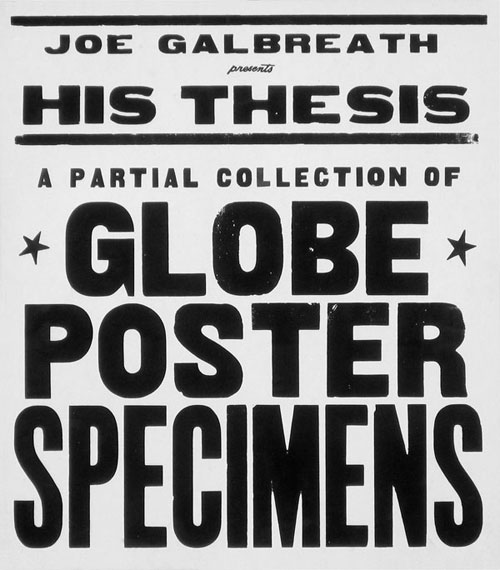 JOE GALBREATH
presents
HIS THESIS
A PARTIAL COLLECTION OF
GLOBE
POSTER
SPECIMENS